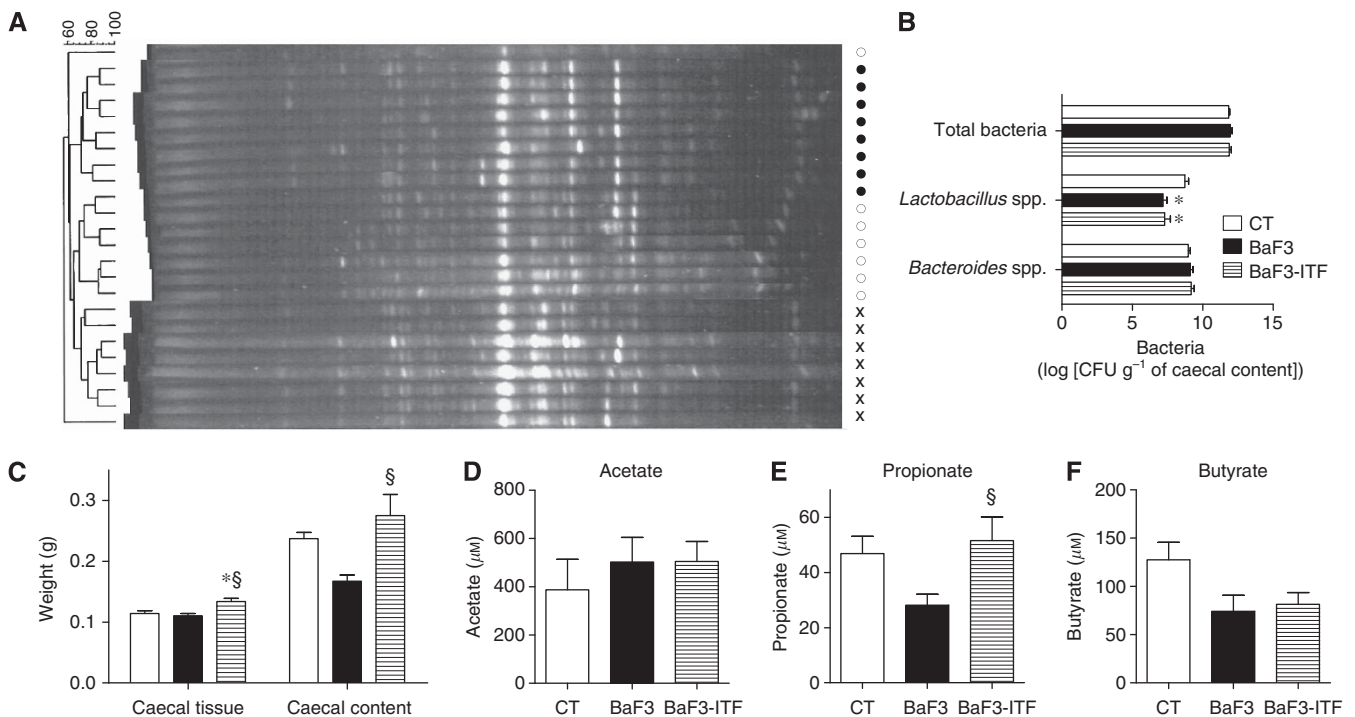 A
60
80
100
○
●
●
●
●
●
●
●
●
○
○
○
○
○
○
x
x
x
x
x
x
x
B
Total bacteria
Lactobacillus spp.
*
*
Bacteroides spp.
CT
BaF3
BaF3-ITF
0 5 10 15
Bacteria
(log [CFU g⁻¹ of caecal content])
C
Weight (g)
0.3
0.2
0.1
0.0
*§
§
Caecal tissue Caecal content
D
Acetate
Acetate (μM)
800
600
400
200
0
CT BaF3 BaF3-ITF
E
Propionate
Propionate (μM)
60
40
20
0
§
CT BaF3 BaF3-ITF
F
Butyrate
Butyrate (μM)
200
150
100
50
0
CT BaF3 BaF3-ITF